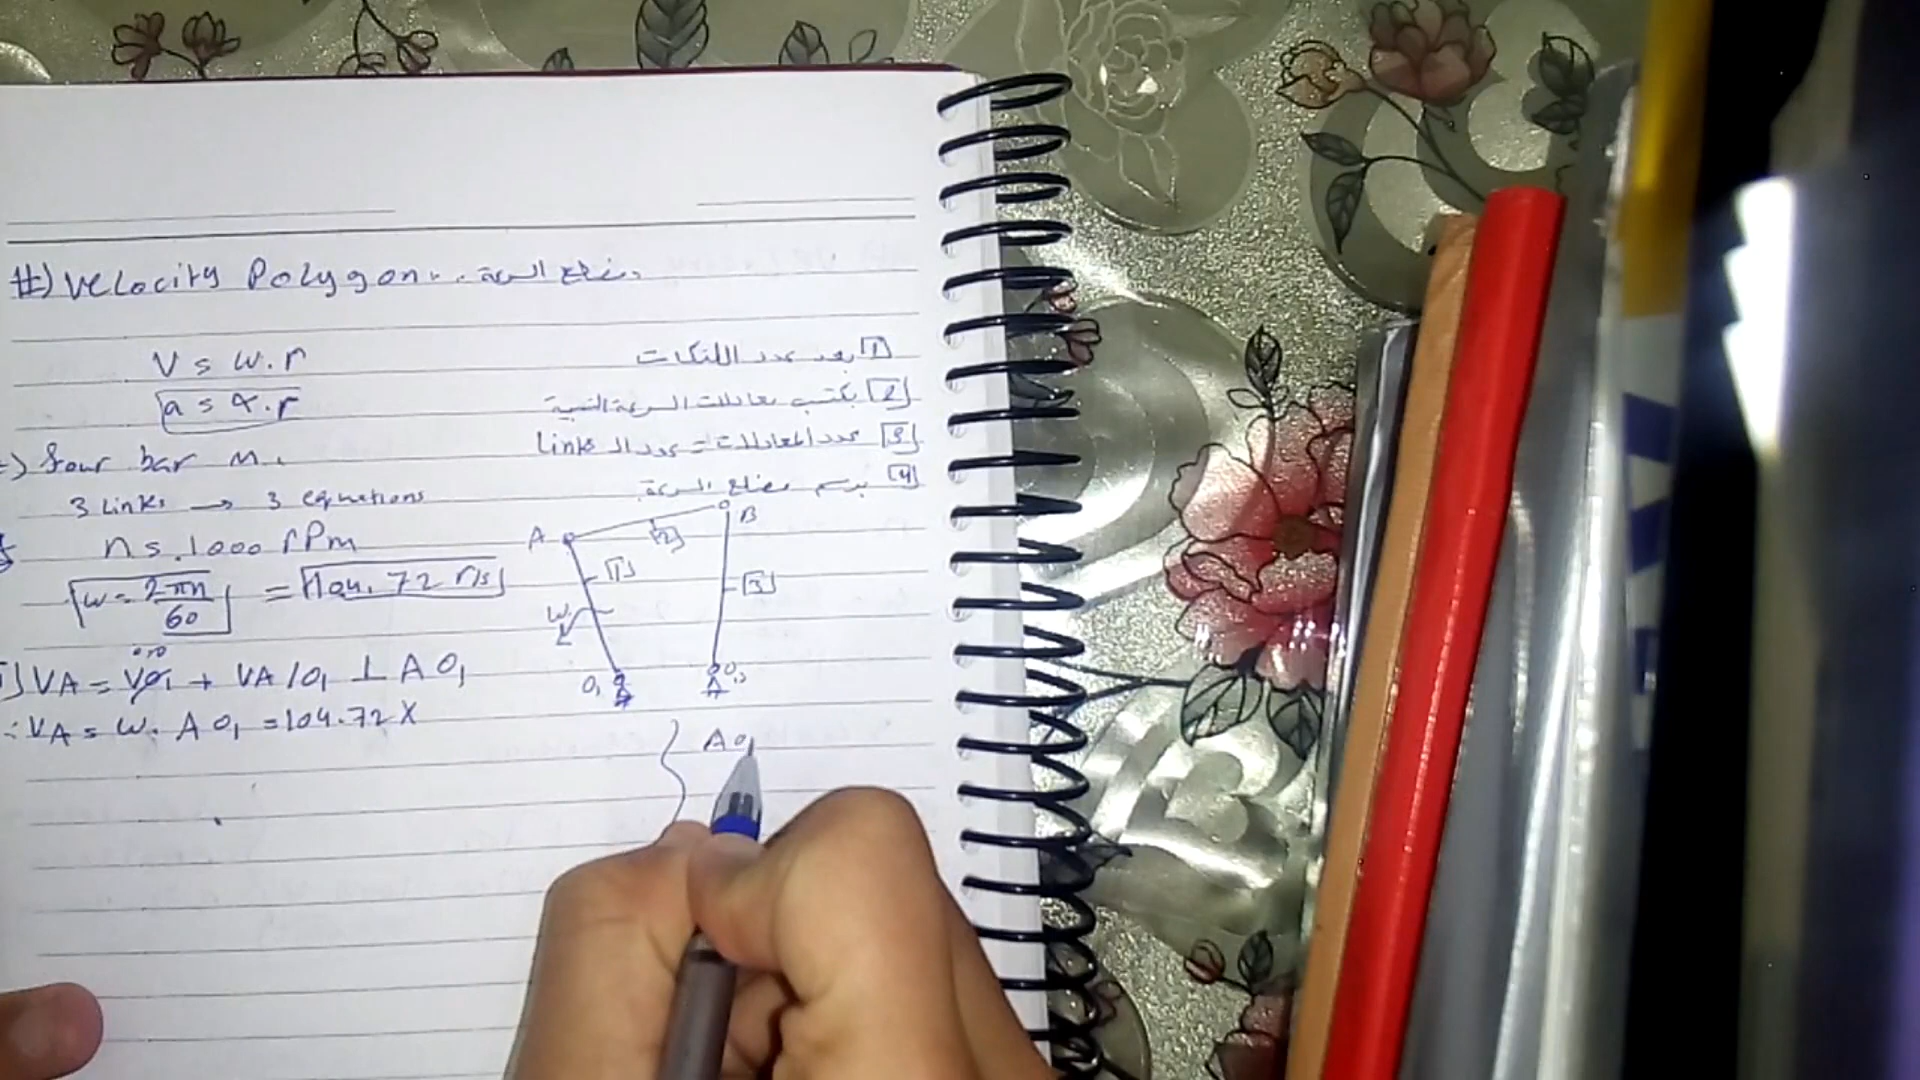 #) Velocity Polygon.. مضلع السرعة.
V = ω.r
a = α.r
[1] بعد عدد اللنكات
[2] بكتب معادلات السرعة النسبية
[3] عدد المعادلات = عدد الـ Links
[4] برسم مضلع السرعة.
=) four bar m.
3 Links → 3 equations
n = 1000 rPm
ω = 2πn/60 = 104.72 r/s
A B
[1] [2] [3]
ω
O₁
1) VA = VO₁ + VA/O₁ ⊥ AO₁
∴ VA = ω. AO₁ = 104.72 X
AO₁